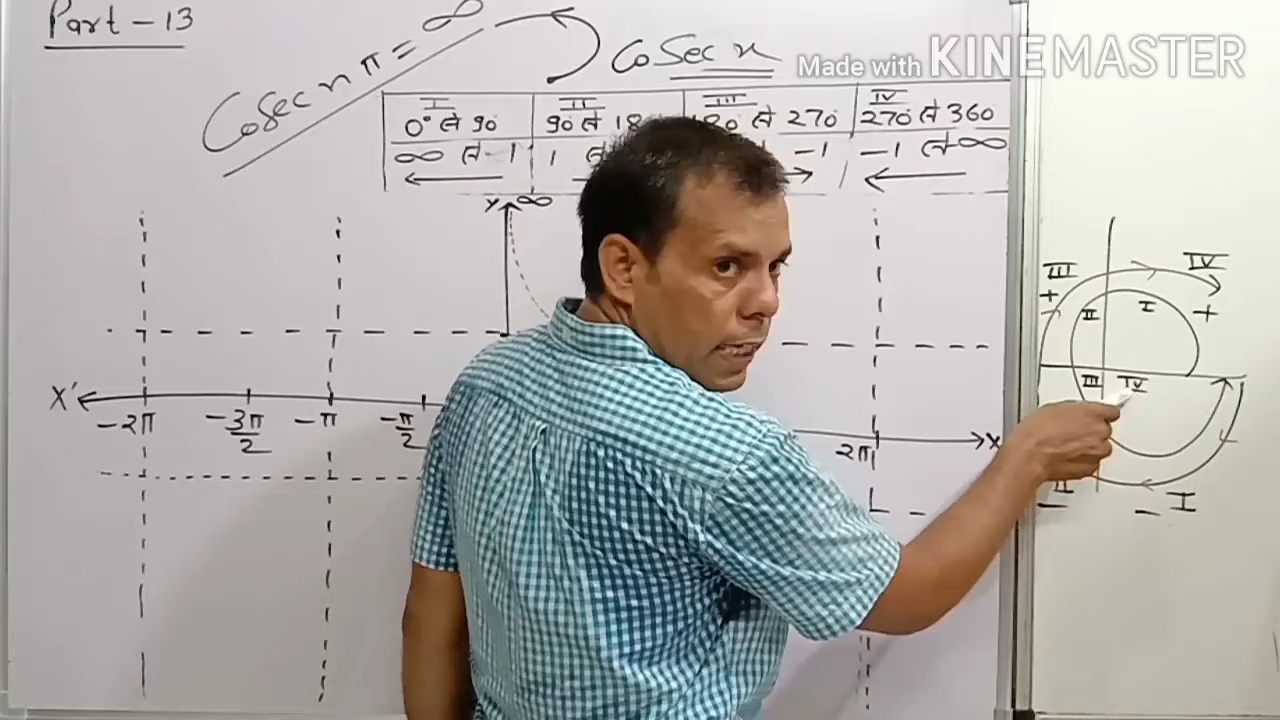 Part - 13
Cosec n π = ∞
CoSec x
Made with KINEMASTER
I II III IV
0° से 90 90 से 18 180 से 270 270 से 360
∞ से 1 1 से -1 -1 से ∞
Y ∞
III IV
+ II I +
X' -2π -3π/2 -π -π/2 2π X
III IV
II I
- -